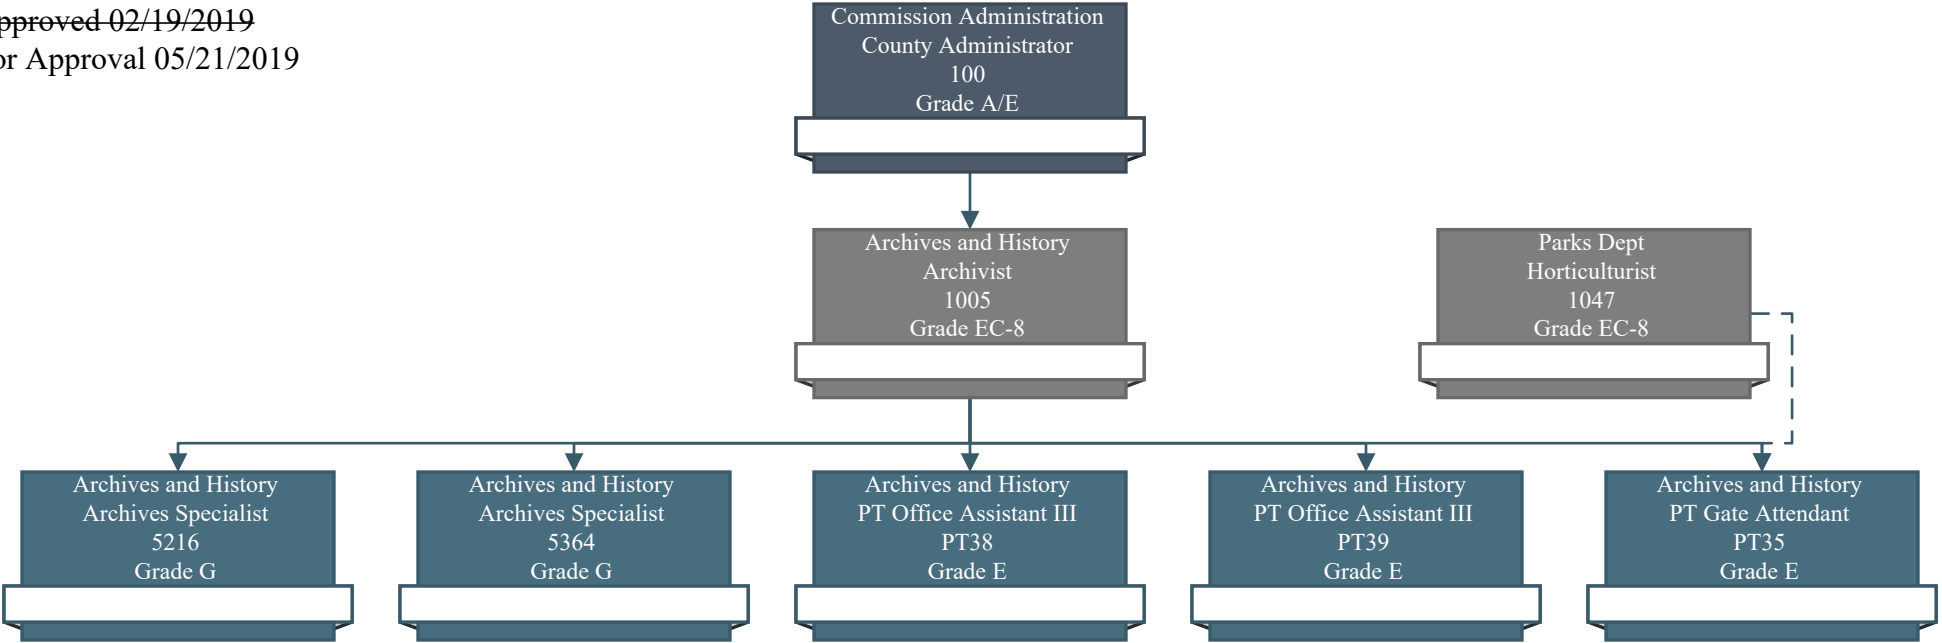 pproved 02/19/2019
or Approval 05/21/2019
Commission Administration
County Administrator
100
Grade A/E
Archives and History
Archivist
1005
Grade EC-8
Parks Dept
Horticulturist
1047
Grade EC-8
Archives and History
Archives Specialist
5216
Grade G
Archives and History
Archives Specialist
5364
Grade G
Archives and History
PT Office Assistant III
PT38
Grade E
Archives and History
PT Office Assistant III
PT39
Grade E
Archives and History
PT Gate Attendant
PT35
Grade E